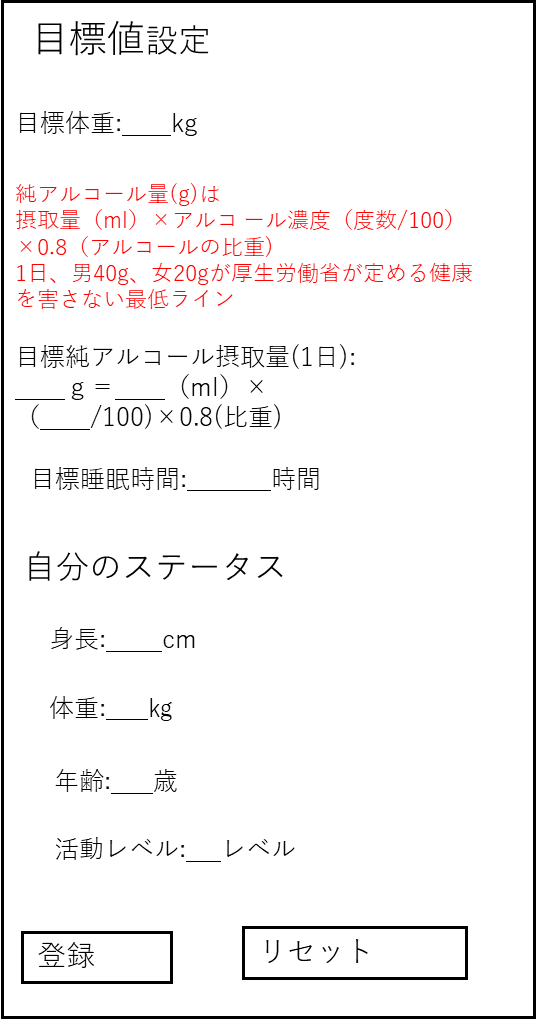 目標値設定
目標体重:____kg
純アルコール量(g)は
摂取量（ml）×アルコ ール濃度（度数/100）
×0.8（アルコールの比重)
1日、男40g、女20gが厚生労働省が定める健康
を害さない最低ライン
目標純アルコール摂取量(1日):
____ｇ＝____（ml）×
（____/100)×0.8(比重)
目標睡眠時間:______時間
自分のステータス
身長:____cm
体重:___kg
年齢:___歳
活動レベル:__レベル
登録
リセット